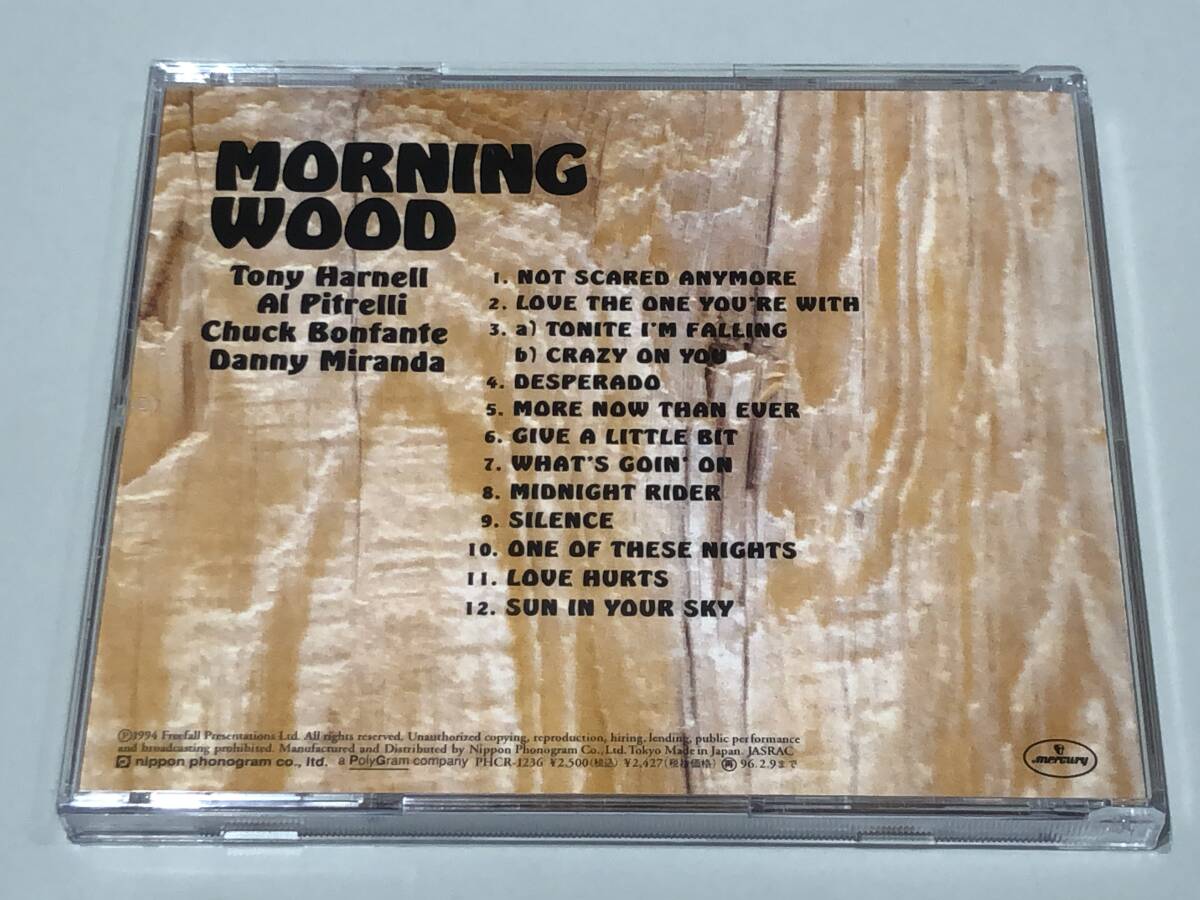 MORNING
WOOD
Tony Harnell
Al Pitrelli
Chuck Bonfante
Danny Miranda
1. NOT SCARED ANYMORE
2. LOVE THE ONE YOU'RE WITH
3. a) TONITE I'M FALLING
b) CRAZY ON YOU
4. DESPERADO
5. MORE NOW THAN EVER
6. GIVE A LITTLE BIT
7. WHAT'S GOIN' ON
8. MIDNIGHT RIDER
9. SILENCE
10. ONE OF THESE NIGHTS
11. LOVE HURTS
12. SUN IN YOUR SKY
Ⓟ1994 Freefall Presentations Ltd. All rights reserved. Unauthorized copying, reproduction, hiring, lending, public performance
and broadcasting prohibited. Manufactured and Distributed by Nippon Phonogram Co., Ltd. Tokyo Made in Japan. JASRAC
nippon phonogram co., ltd. a PolyGram company PHCR-1236 ¥2,500(税込) ¥2,427(税抜価格) 再 96.2.9まで
mercury